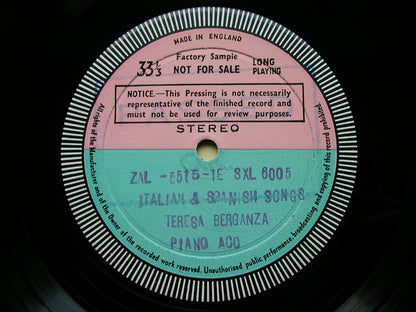 MADE IN ENGLAND
Factory Sample
33 1/3 NOT FOR SALE LONG PLAYING
NOTICE.—This Pressing is not necessarily
representative of the finished record and
must not be used for review purposes.
STEREO
ZAL - 5615-1E SXL 6005
ITALIAN & SPANISH SONGS
TERESA BERGANZA
PIANO ACC
All rights of the Manufacturer and of the Owner of the recorded work reserved. Unauthorised public performance, broadcasting and copying of this record prohibited.